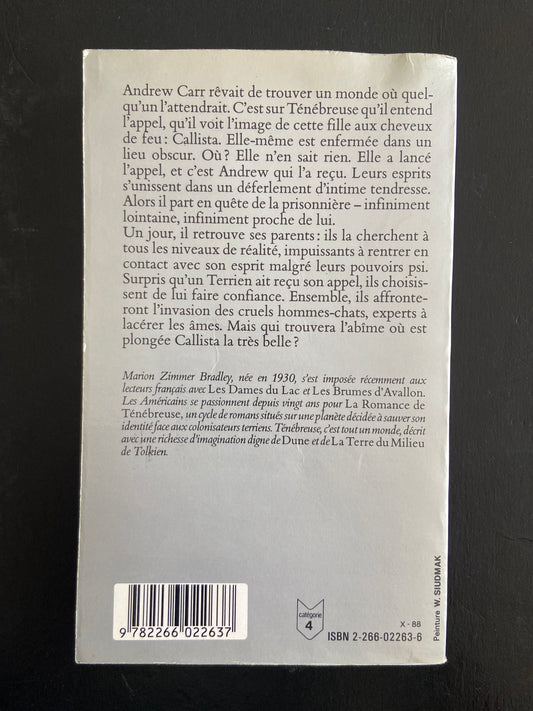 Andrew Carr rêvait de trouver un monde où quel-
qu'un l'attendrait. C'est sur Ténébreuse qu'il entend
l'appel, qu'il voit l'image de cette fille aux cheveux
de feu : Callista. Elle-même est enfermée dans un
lieu obscur. Où ? Elle n'en sait rien. Elle a lancé
l'appel, et c'est Andrew qui l'a reçu. Leurs esprits
s'unissent dans un déferlement d'intime tendresse.
Alors il part en quête de la prisonnière – infiniment
lointaine, infiniment proche de lui.
Un jour, il retrouve ses parents : ils la cherchent à
tous les niveaux de réalité, impuissants à rentrer en
contact avec son esprit malgré leurs pouvoirs psi.
Surpris qu'un Terrien ait reçu son appel, ils choisis-
sent de lui faire confiance. Ensemble, ils affronte-
ront l'invasion des cruels hommes-chats, experts à
lacérer les âmes. Mais qui trouvera l'abîme où est
plongée Callista la très belle ?
Marion Zimmer Bradley, née en 1930, s'est imposée récemment aux
lecteurs français avec Les Dames du Lac et Les Brumes d'Avallon.
Les Américains se passionnent depuis vingt ans pour La Romance de
Ténébreuse, un cycle de romans situés sur une planète décidée à sauver son
identité face aux colonisateurs terriens. Ténébreuse, c'est tout un monde, décrit
avec une richesse d'imagination digne de Dune et de La Terre du Milieu
de Tolkien.
Peinture W. SIUDMAK
9 782266 022637
catégorie
4
X - 88
ISBN 2-266-02263-6